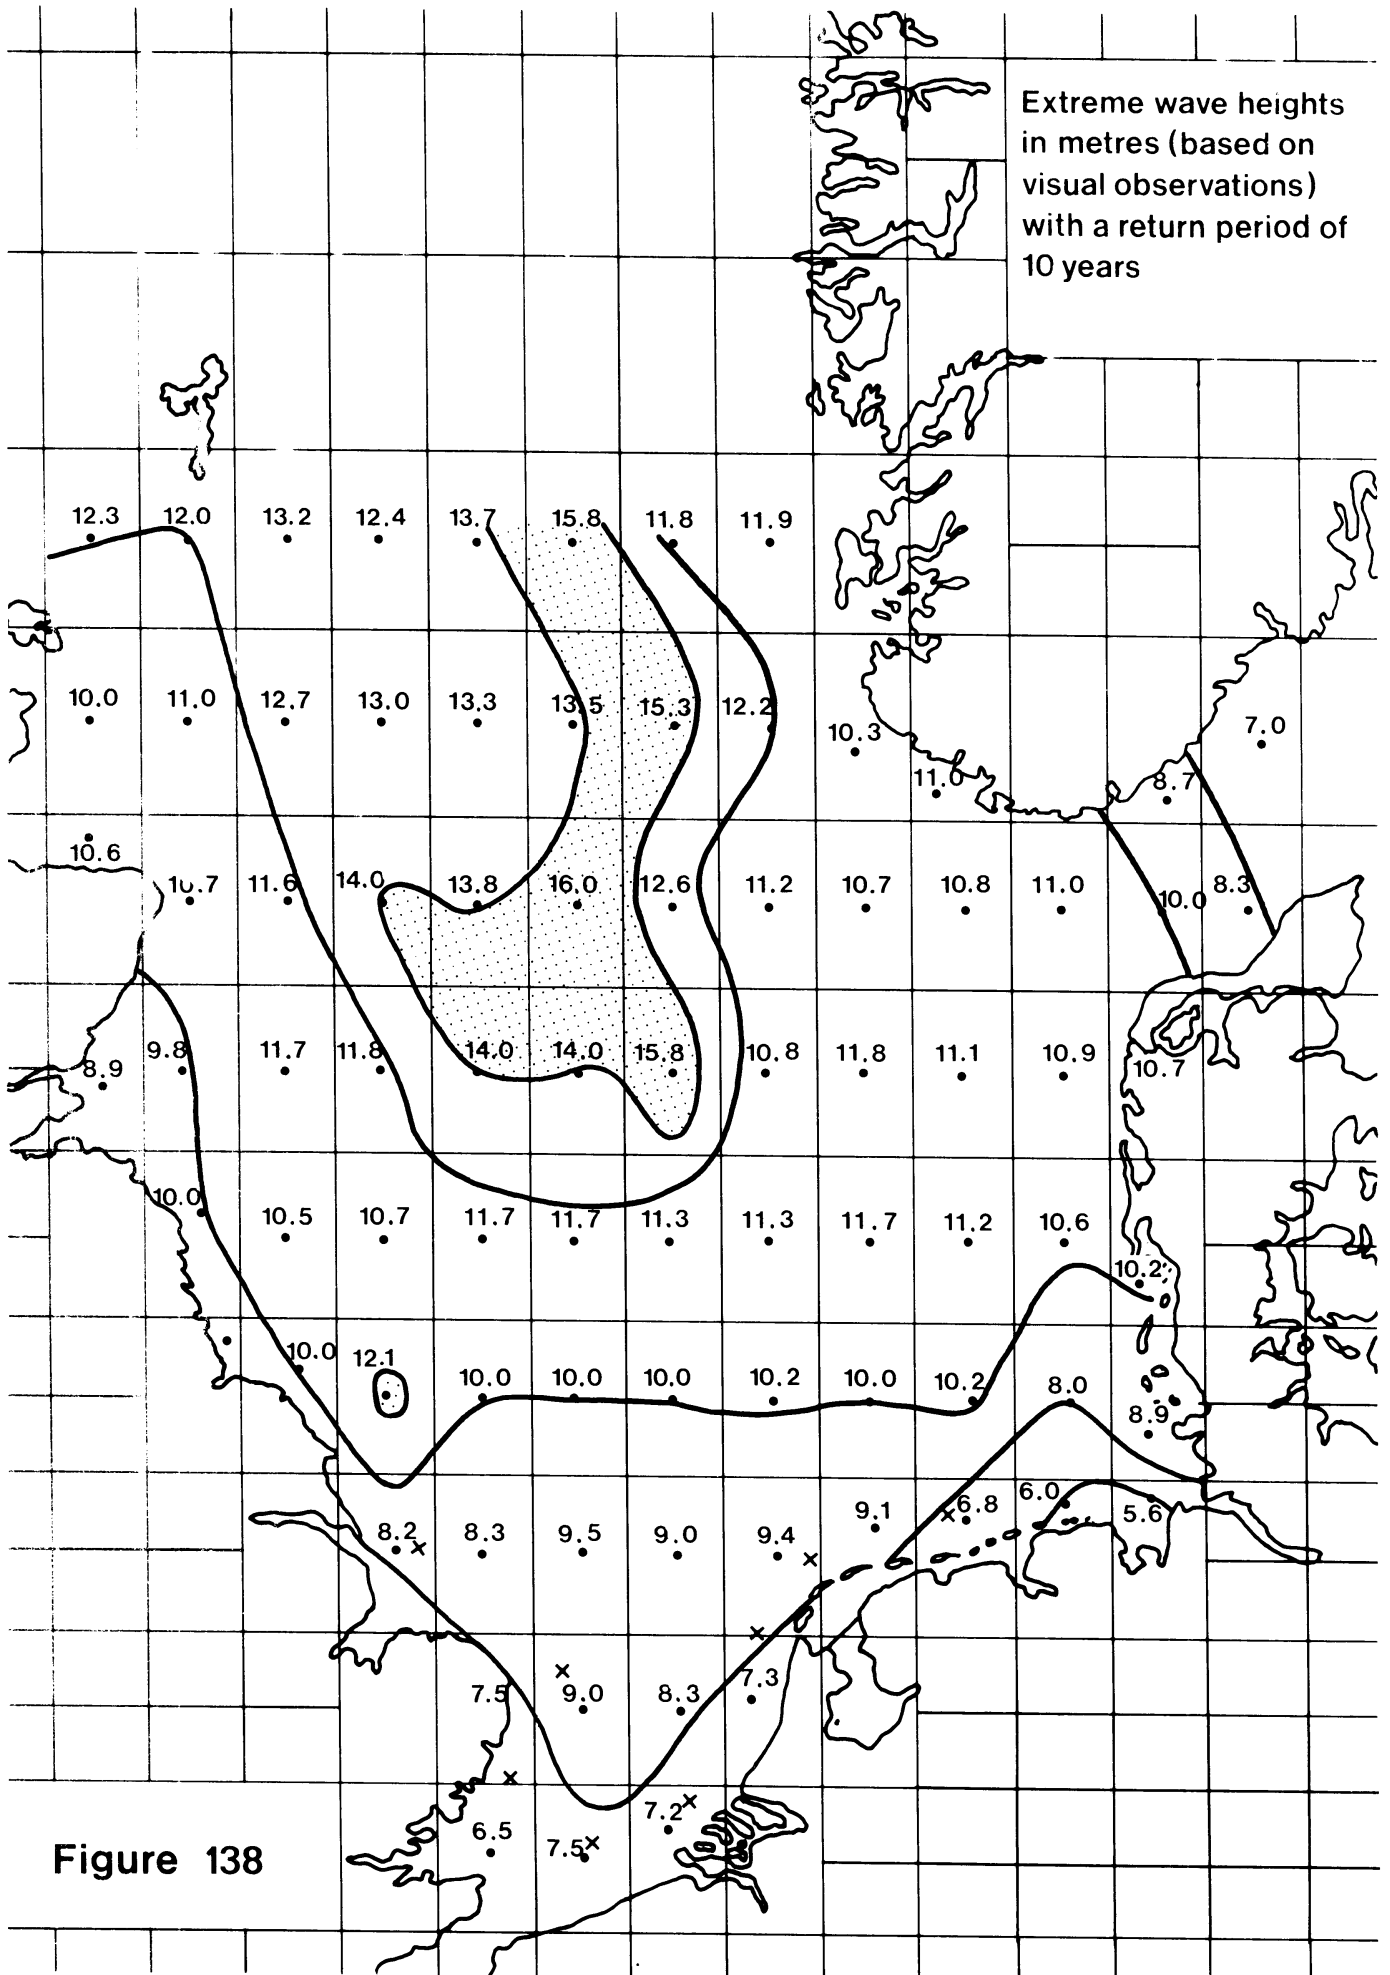 Extreme wave heights
in metres (based on
visual observations)
with a return period of
10 years
12.3 12.0 13.2 12.4 13.7 15.8 11.8 11.9
10.0 11.0 12.7 13.0 13.3 13.5 15.3 12.2 10.3 7.0
11.0 8.7
10.6 10.7 11.6 14.0 13.8 16.0 12.6 11.2 10.7 10.8 11.0 10.0 8.3
8.9 9.8 11.7 11.8 14.0 14.0 15.8 10.8 11.8 11.1 10.9 10.7
10.0 10.5 10.7 11.7 11.7 11.3 11.3 11.7 11.2 10.6
10.2
10.0 12.1 10.0 10.0 10.0 10.2 10.0 10.2 8.0
8.9
8.2 8.3 9.5 9.0 9.4 9.1 6.8 6.0 5.6
7.5 9.0 8.3 7.3
6.5 7.5 7.2
Figure 138